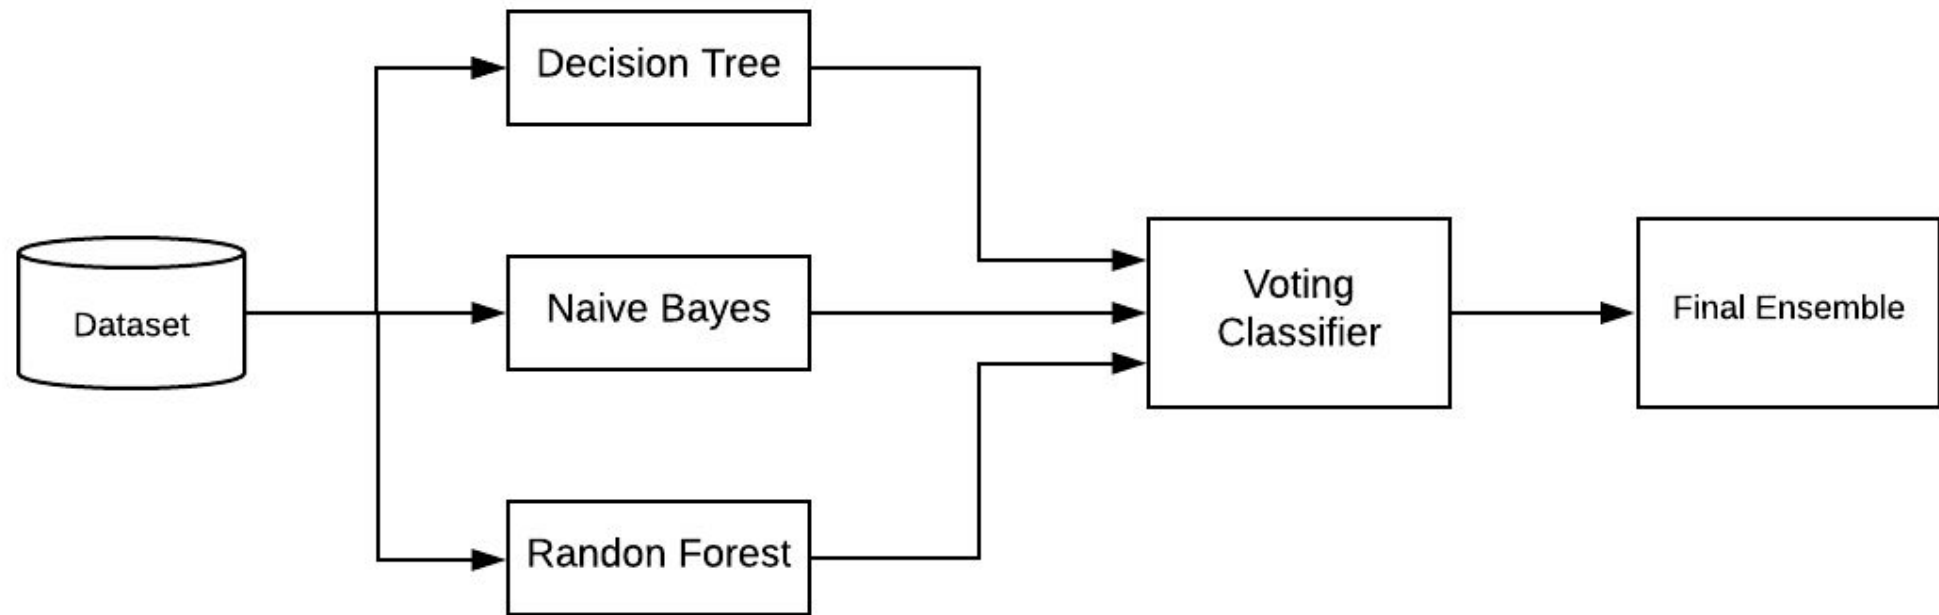 Decision Tree
Dataset
Naive Bayes
Voting
Classifier
Final Ensemble
Randon Forest